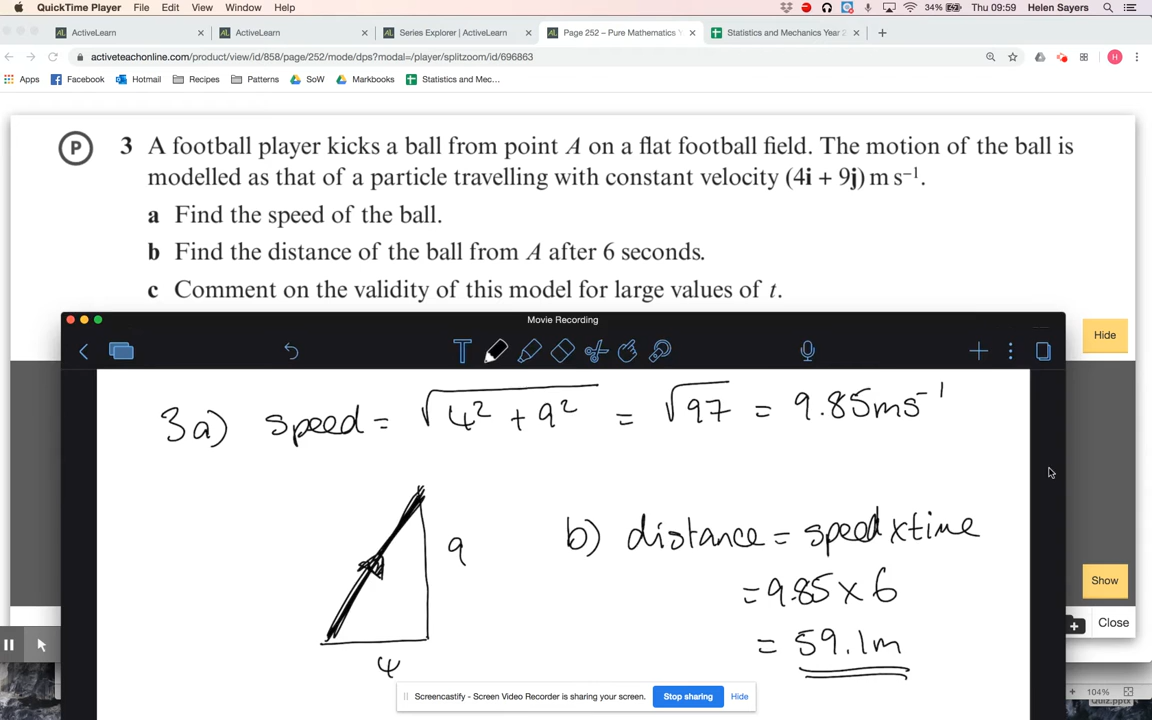 QuickTime Player File Edit View Window Help 34% Thu 09:59 Helen Sayers
ActiveLearn ActiveLearn Series Explorer | ActiveLearn Page 252 – Pure Mathematics Y Statistics and Mechanics Year 2
activeteachonline.com/product/view/id/858/page/252/mode/dps?modal=/player/splitzoom/id/696863
Apps Facebook Hotmail Recipes Patterns SoW Markbooks Statistics and Mec...
P 3 A football player kicks a ball from point A on a flat football field. The motion of the ball is
modelled as that of a particle travelling with constant velocity (4i + 9j) m s⁻¹.
a Find the speed of the ball.
b Find the distance of the ball from A after 6 seconds.
c Comment on the validity of this model for large values of t.
Movie Recording
Hide
T
3a) speed = √4² + 9² = √97 = 9.85ms⁻¹
9
4
b) distance = speed x time
= 9.85 x 6
= 59.1m
Show
Close
Screencastify - Screen Video Recorder is sharing your screen. Stop sharing Hide
104%
Quiz.pptx